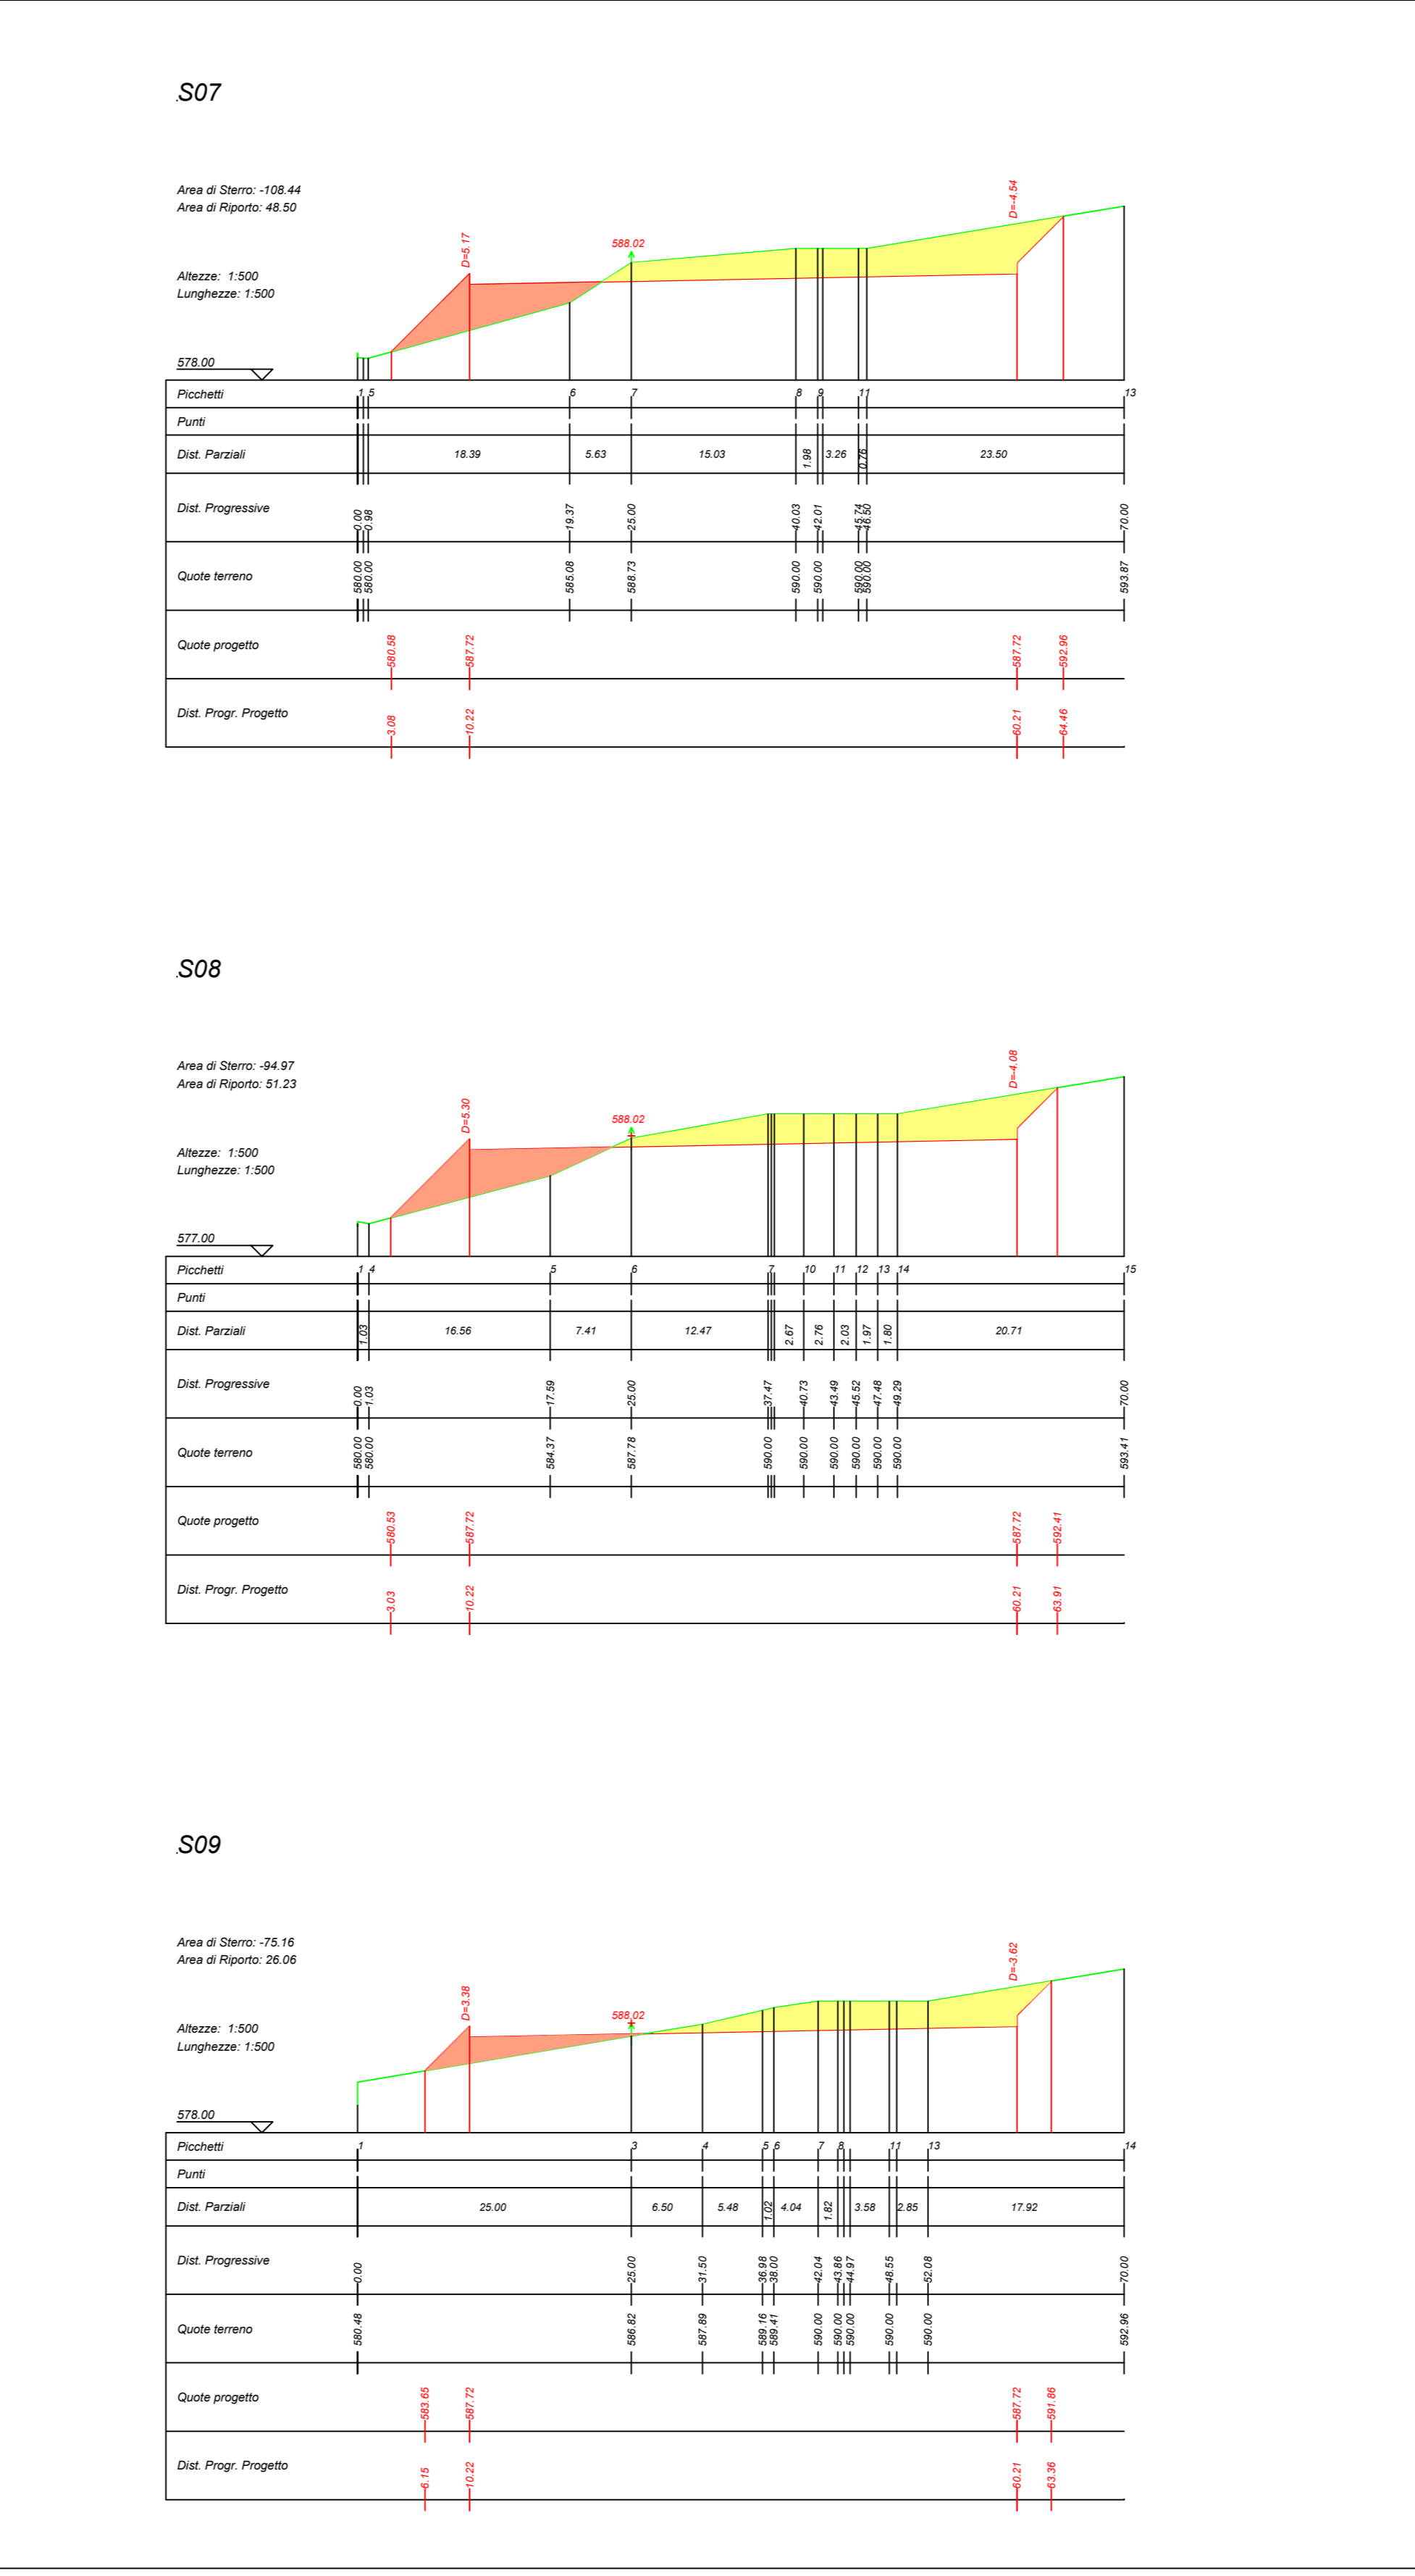 .S07
Area di Sterro: -108.44
Area di Riporto: 48.50
D=5.17
588.02
D=-4.54
Altezze: 1:500
Lunghezze: 1:500
578.00
Picchetti 1 5 6 7 8 9 11 13
Punti
Dist. Parziali 18.39 5.63 15.03 1.98 3.26 0.76 23.50
Dist. Progressive 0.00 0.98 19.37 25.00 40.03 42.01 45.74 46.50 70.00
Quote terreno 580.00 580.00 585.08 588.73 590.00 590.00 590.00 590.00 593.87
Quote progetto 580.58 587.72 587.72 592.96
Dist. Progr. Progetto 3.08 10.22 60.21 64.46
.S08
Area di Sterro: -94.97
Area di Riporto: 51.23
D=5.30
588.02
D=-4.08
Altezze: 1:500
Lunghezze: 1:500
577.00
Picchetti 1 4 5 6 7 10 11 12 13 14 15
Punti
Dist. Parziali 1.03 16.56 7.41 12.47 2.67 2.76 2.03 1.97 1.80 20.71
Dist. Progressive 0.00 1.03 17.59 25.00 37.47 40.73 43.49 45.52 47.48 49.29 70.00
Quote terreno 580.00 580.00 584.37 587.78 590.00 590.00 590.00 590.00 590.00 590.00 593.41
Quote progetto 580.53 587.72 587.72 592.41
Dist. Progr. Progetto 3.03 10.22 60.21 63.91
.S09
Area di Sterro: -75.16
Area di Riporto: 26.06
D=3.38
588.02
D=-3.62
Altezze: 1:500
Lunghezze: 1:500
578.00
Picchetti 1 3 4 5 6 7 8 11 13 14
Punti
Dist. Parziali 25.00 6.50 5.48 1.02 4.04 1.82 3.58 2.85 17.92
Dist. Progressive 0.00 25.00 31.50 36.98 38.00 42.04 43.86 44.97 48.55 52.08 70.00
Quote terreno 580.48 586.82 587.89 589.16 589.41 590.00 590.00 590.00 590.00 590.00 592.96
Quote progetto 583.65 587.72 587.72 591.86
Dist. Progr. Progetto 6.15 10.22 60.21 63.36